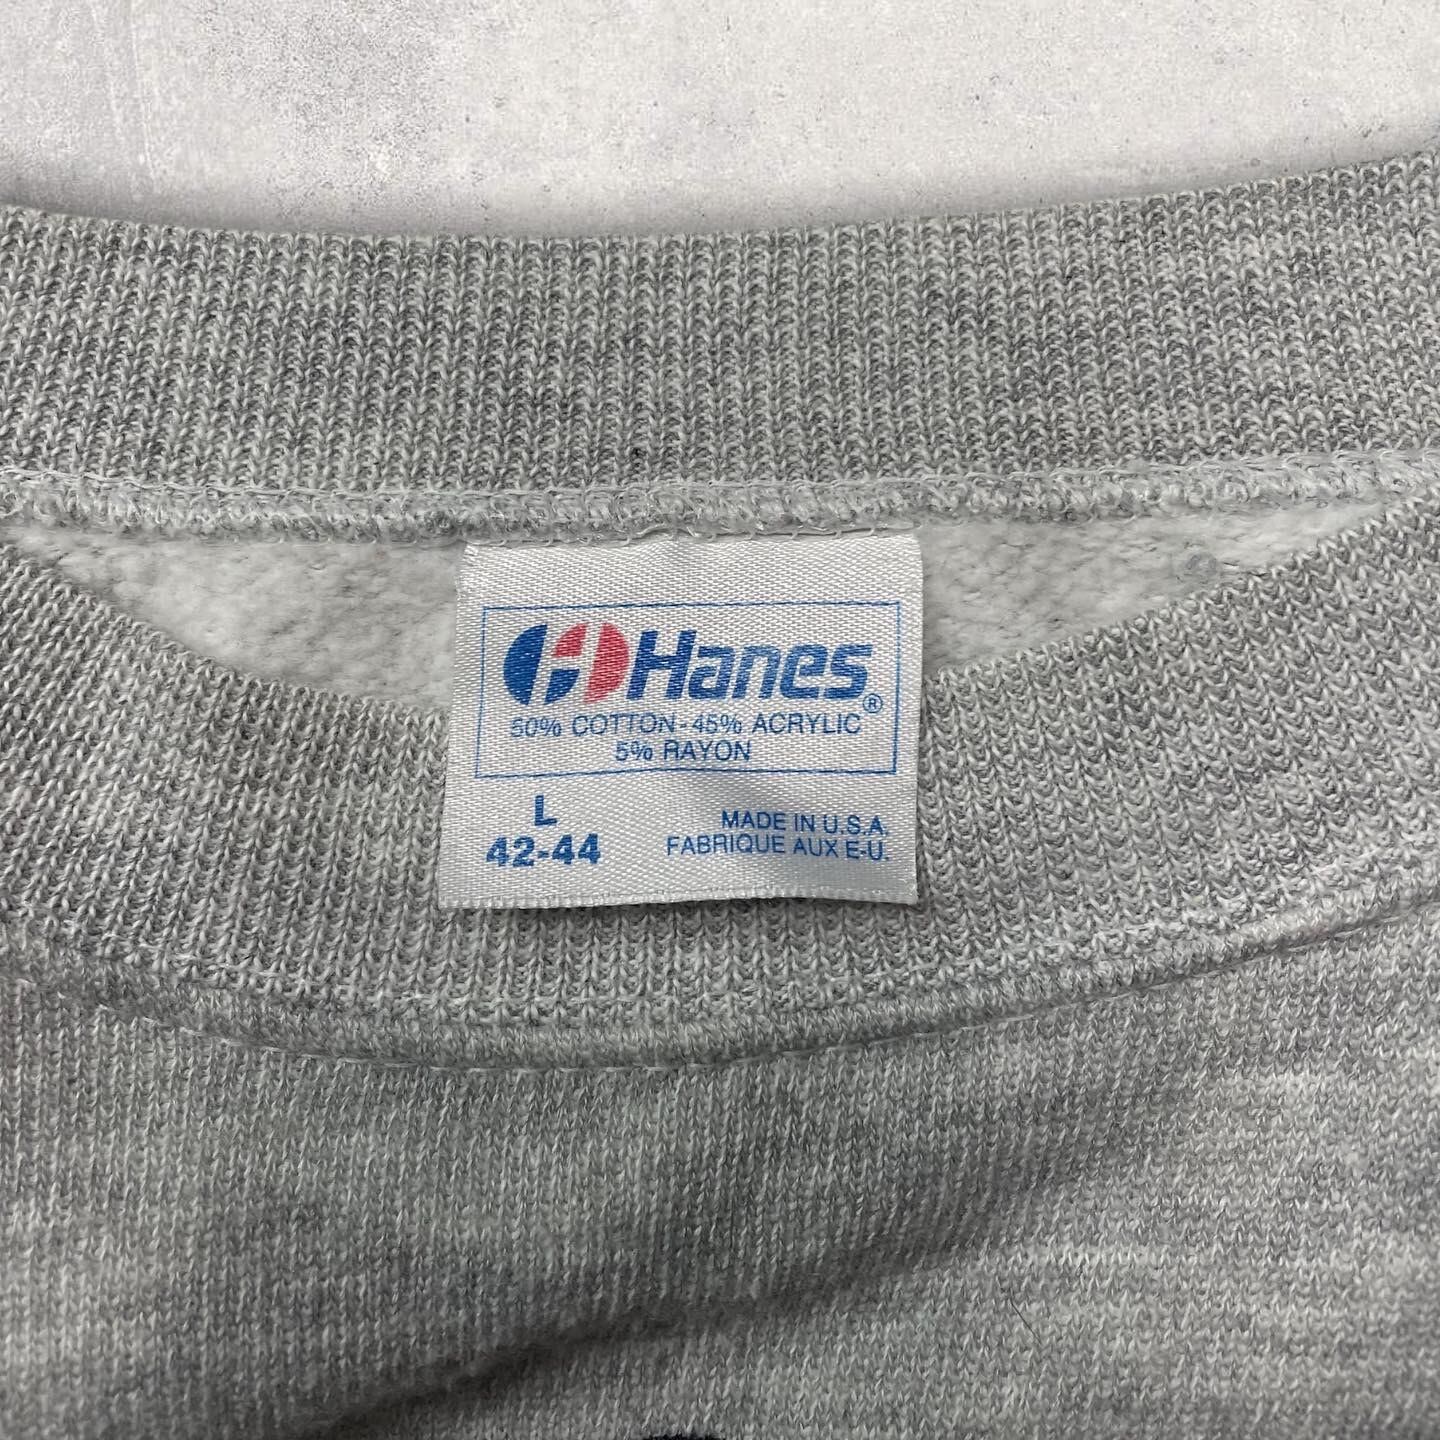 Hanes®
50% COTTON-45% ACRYLIC
5% RAYON
L
42-44
MADE IN U.S.A.
FABRIQUE AUX E-U.